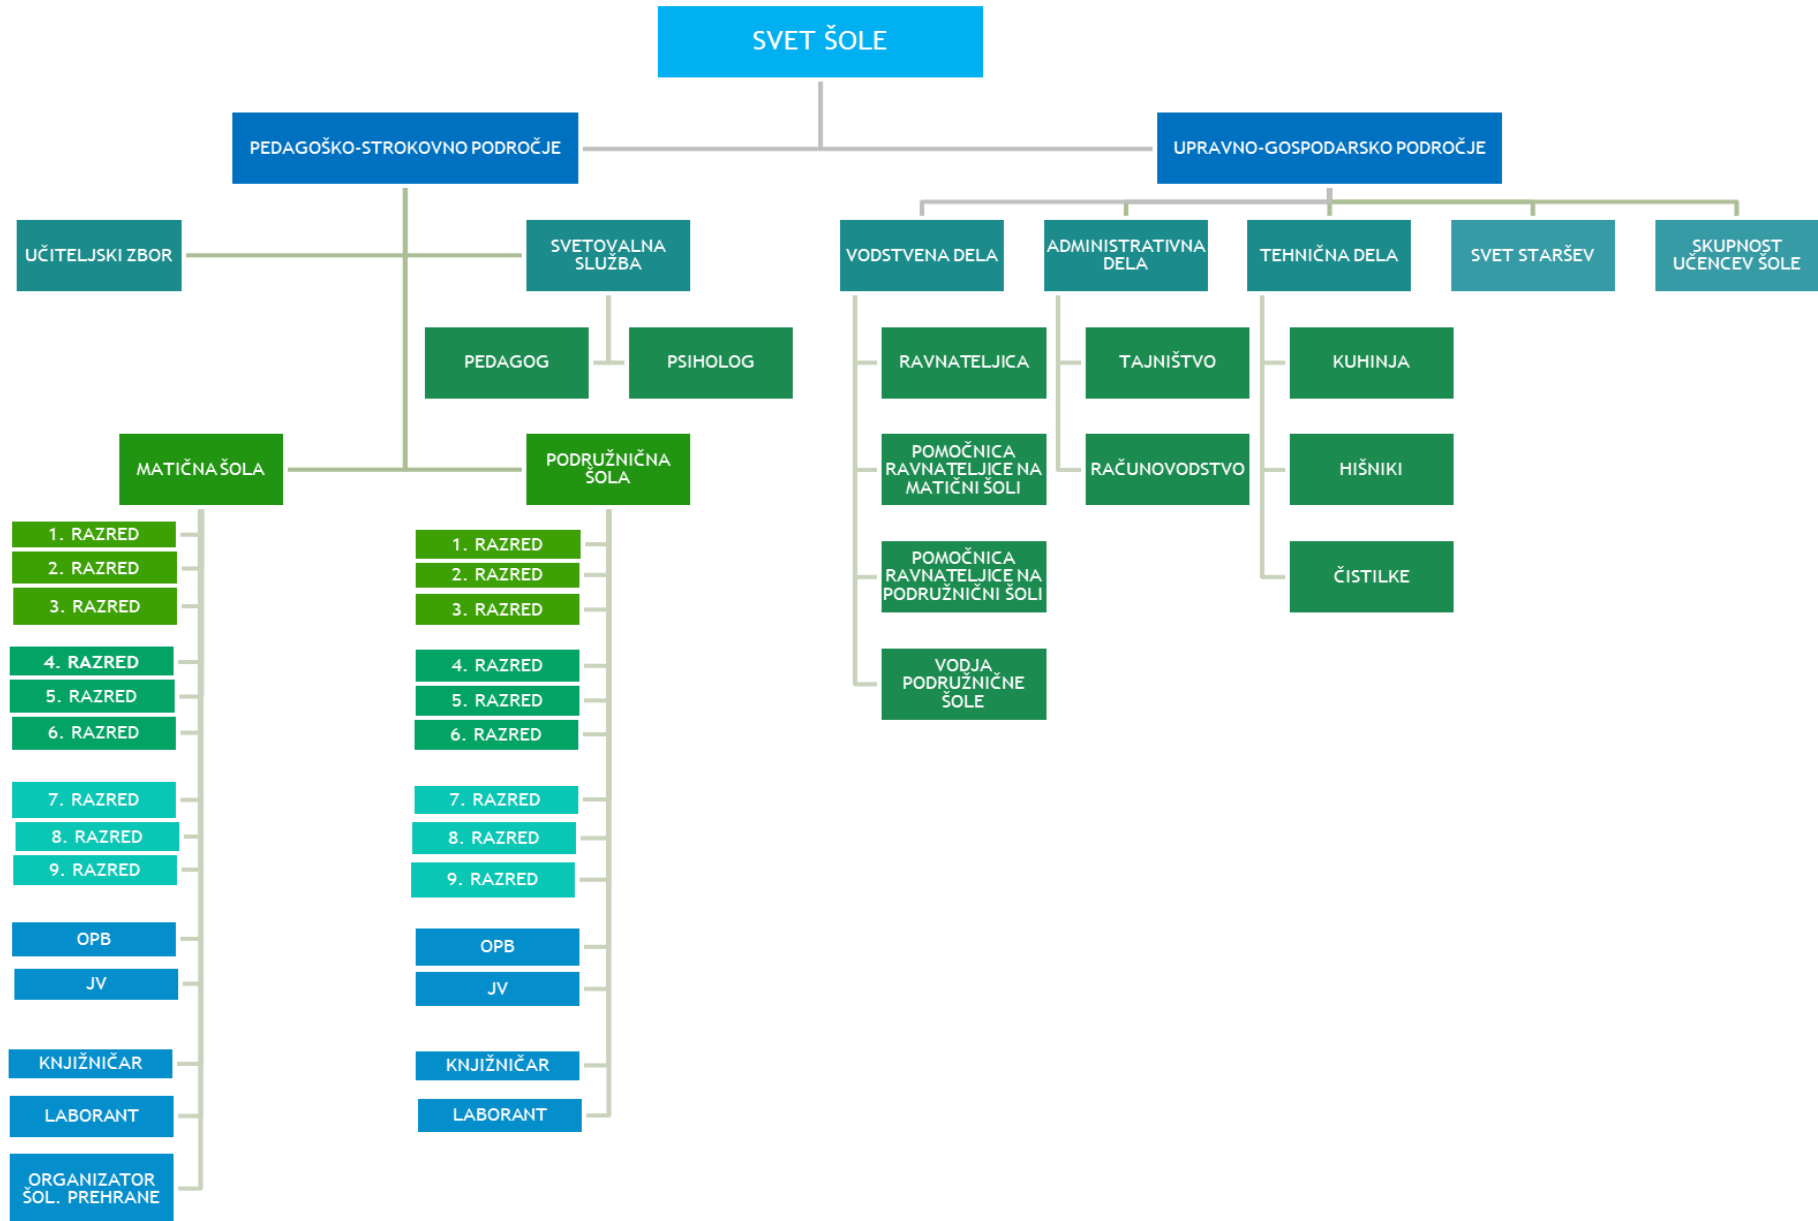 SVET ŠOLE
PEDAGOŠKO-STROKOVNO PODROČJE
UPRAVNO-GOSPODARSKO PODROČJE
UČITELJSKI ZBOR
SVETOVALNA
SLUŽBA
VODSTVENA DELA
ADMINISTRATIVNA
DELA
TEHNIČNA DELA
SVET STARŠEV
SKUPNOST
UČENCEV ŠOLE
PEDAGOG
PSIHOLOG
RAVNATELJICA
TAJNIŠTVO
KUHINJA
MATIČNA ŠOLA
PODRUŽNIČNA
ŠOLA
POMOČNICA
RAVNATELJICE NA
MATIČNI ŠOLI
RAČUNOVODSTVO
HIŠNIKI
POMOČNICA
RAVNATELJICE NA
PODRUŽNIČNI ŠOLI
ČISTILKE
VODJA
PODRUŽNIČNE
ŠOLE
1. RAZRED
2. RAZRED
3. RAZRED
4. RAZRED
5. RAZRED
6. RAZRED
7. RAZRED
8. RAZRED
9. RAZRED
OPB
JV
KNJIŽNIČAR
LABORANT
ORGANIZATOR
ŠOL. PREHRANE
1. RAZRED
2. RAZRED
3. RAZRED
4. RAZRED
5. RAZRED
6. RAZRED
7. RAZRED
8. RAZRED
9. RAZRED
OPB
JV
KNJIŽNIČAR
LABORANT